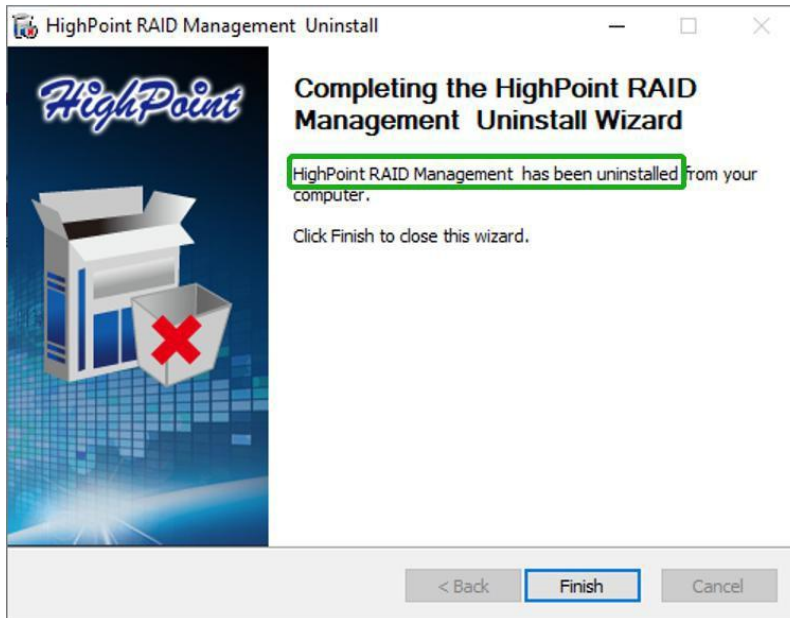 HighPoint RAID Management  Uninstall
HighPoint
Completing the HighPoint RAID
Management  Uninstall Wizard
HighPoint RAID Management  has been uninstalled from your
computer.
Click Finish to close this wizard.
< Back
Finish
Cancel